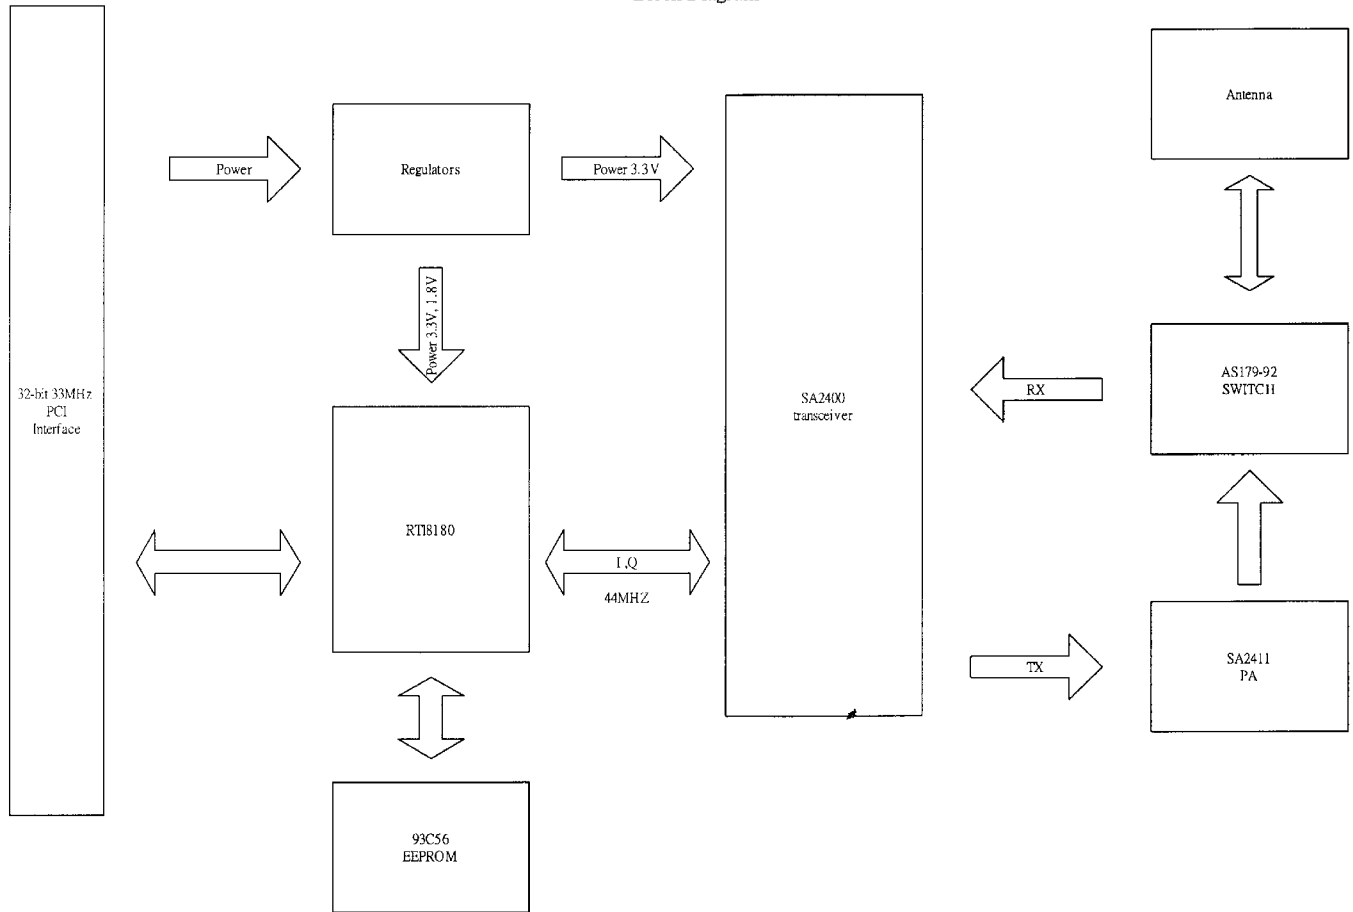 Antenna
Power
Regulators
Power 3.3V
Power 3.3V, 1.8V
32-bit 33MHz
PCI
Interface
SA2400
transceiver
RX
AS179-92
SWITCH
RTl8180
I ,Q
44MHZ
TX
SA2411
PA
93C56
EEPROM